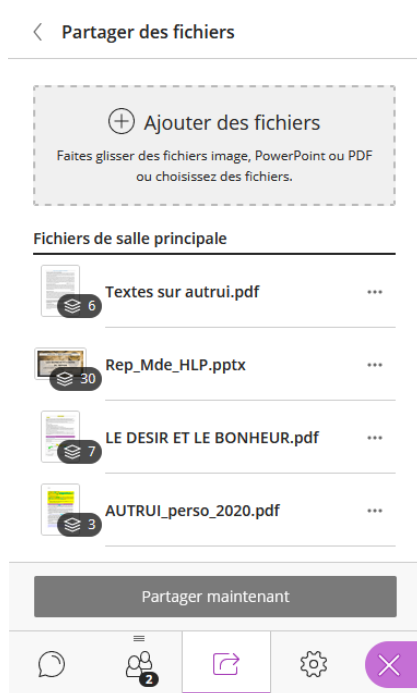 Partager des fichiers
Ajouter des fichiers
Faites glisser des fichiers image, PowerPoint ou PDF
ou choisissez des fichiers.
Fichiers de salle principale
Textes sur autrui.pdf
6
Rep_Mde_HLP.pptx
30
LE DESIR ET LE BONHEUR.pdf
7
AUTRUI_perso_2020.pdf
3
Partager maintenant
2